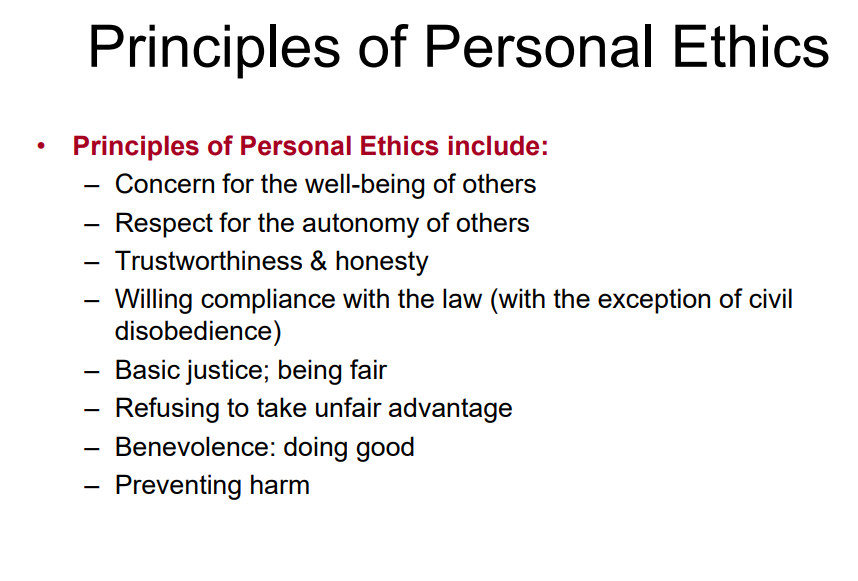 Principles of Personal Ethics
• Principles of Personal Ethics include:
– Concern for the well-being of others
– Respect for the autonomy of others
– Trustworthiness & honesty
– Willing compliance with the law (with the exception of civil
disobedience)
– Basic justice; being fair
– Refusing to take unfair advantage
– Benevolence: doing good
– Preventing harm